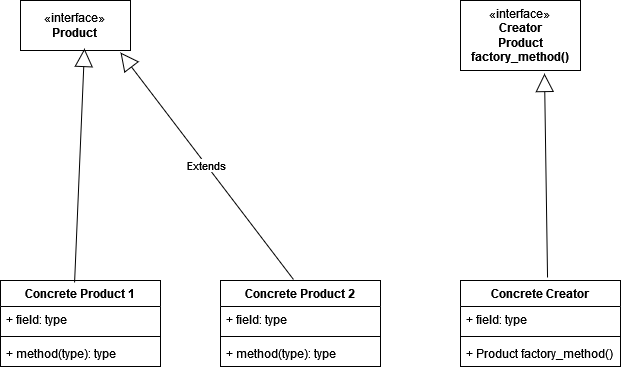 «interface»
Product
«interface»
Creator
Product
factory_method()
Extends
Concrete Product 1
+ field: type
+ method(type): type
Concrete Product 2
+ field: type
+ method(type): type
Concrete Creator
+ field: type
+ Product factory_method()